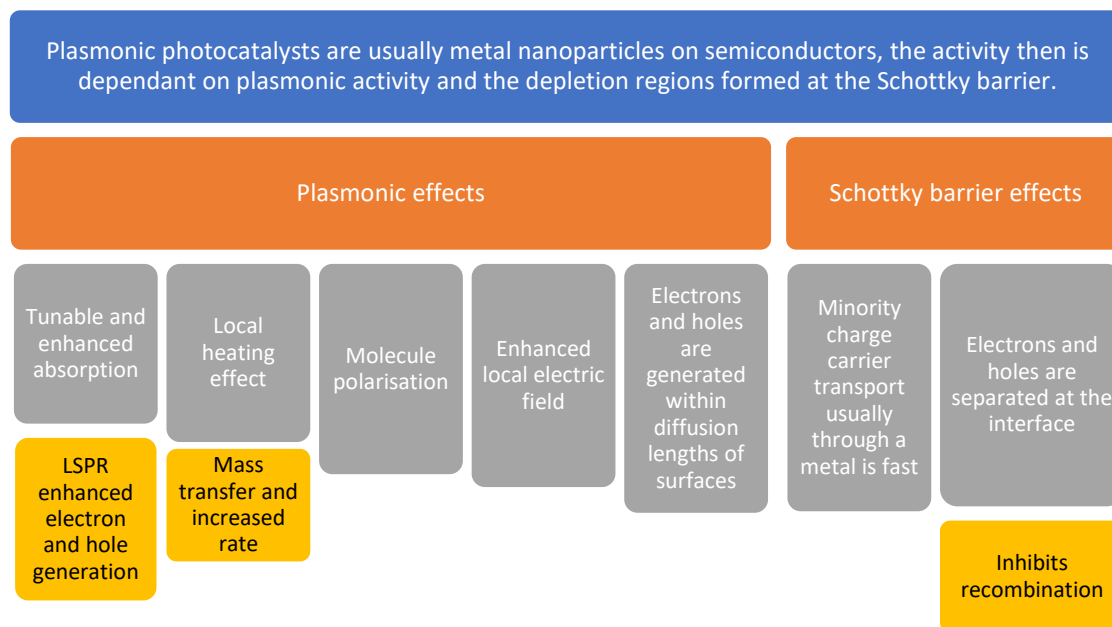 Plasmonic photocatalysts are usually metal nanoparticles on semiconductors, the activity then is
dependant on plasmonic activity and the depletion regions formed at the Schottky barrier.
Plasmonic effects
Schottky barrier effects
Tunable and
enhanced
absorption
LSPR
enhanced
electron
and hole
generation
Local
heating
effect
Mass
transfer and
increased
rate
Molecule
polarisation
Enhanced
local electric
field
Electrons
and holes
are
generated
within
diffusion
lengths of
surfaces
Minority
charge
carrier
transport
usually
through a
metal is fast
Electrons and
holes are
separated at the
interface
Inhibits
recombination